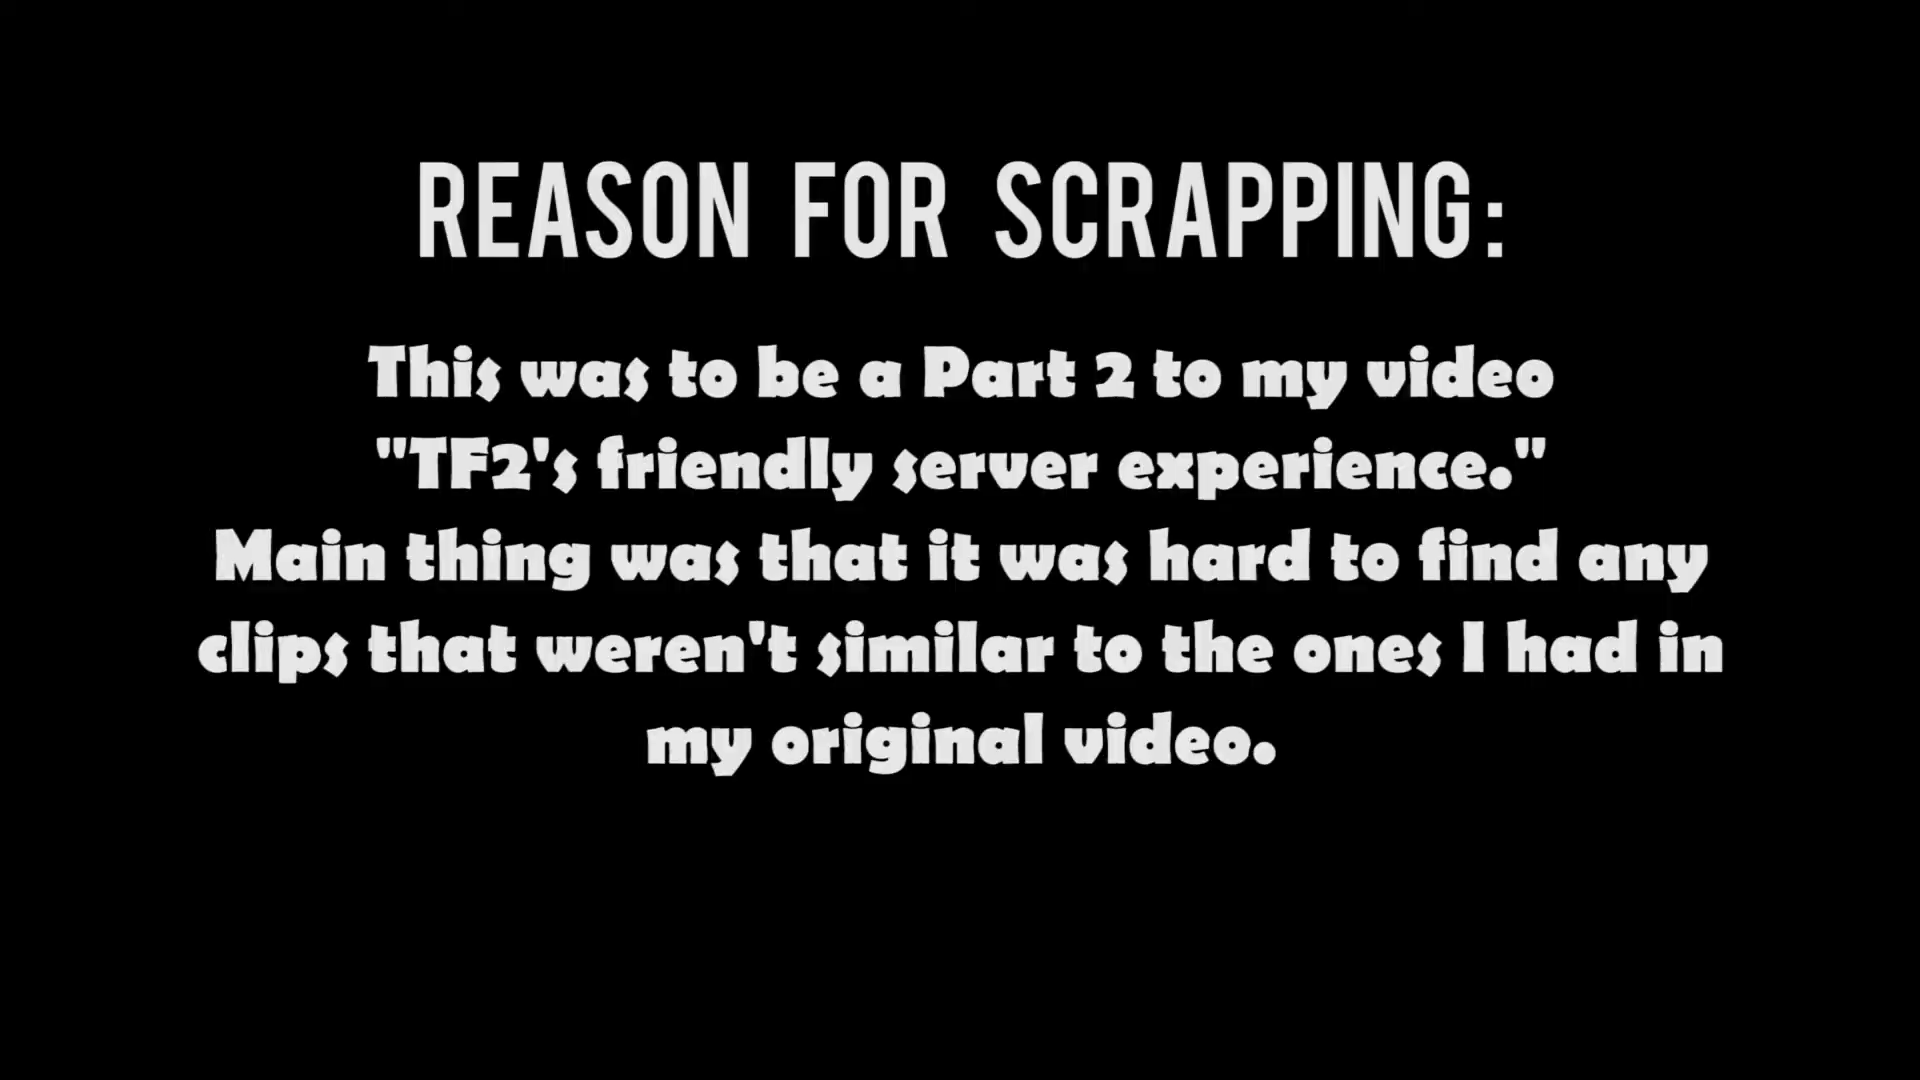 REASON FOR SCRAPPING:
This was to be a Part 2 to my video
"TF2's friendly server experience."
Main thing was that it was hard to find any
clips that weren't similar to the ones I had in
my original video.